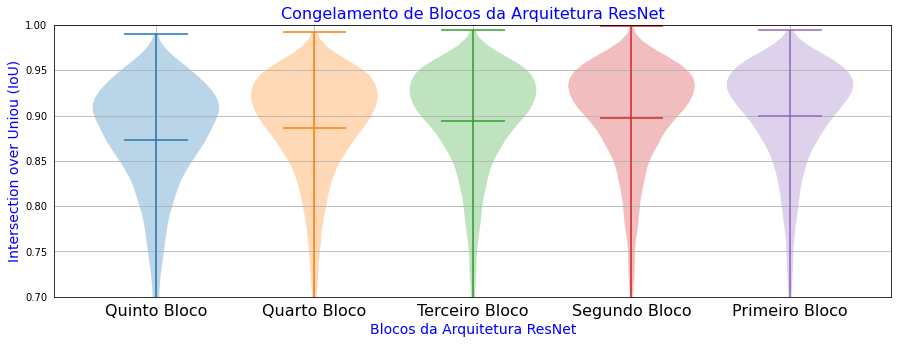 Congelamento de Blocos da Arquitetura ResNet
Intersection over Uniou (IoU)
1.00
0.95
0.90
0.85
0.80
0.75
0.70
Quinto Bloco Quarto Bloco Terceiro Bloco Segundo Bloco Primeiro Bloco
Blocos da Arquitetura ResNet